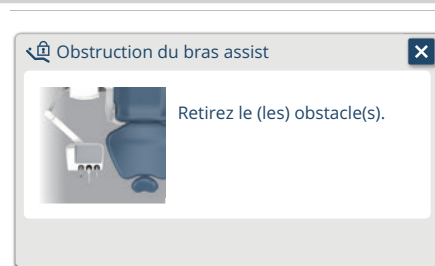 Obstruction du bras assist
Retirez le (les) obstacle(s).